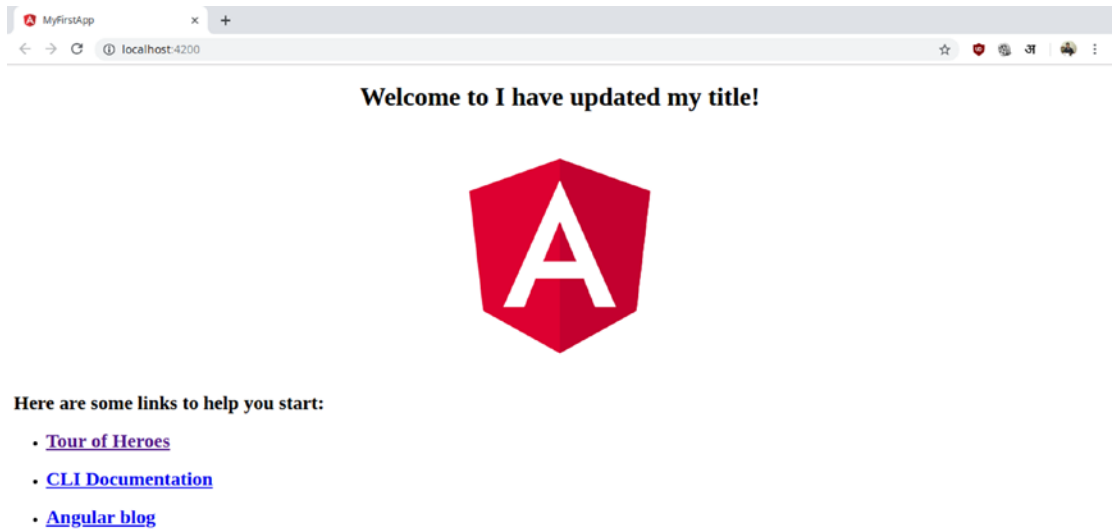 MyFirstApp
localhost:4200
अ
Welcome to I have updated my title!
A
Here are some links to help you start:
Tour of Heroes
CLI Documentation
Angular blog